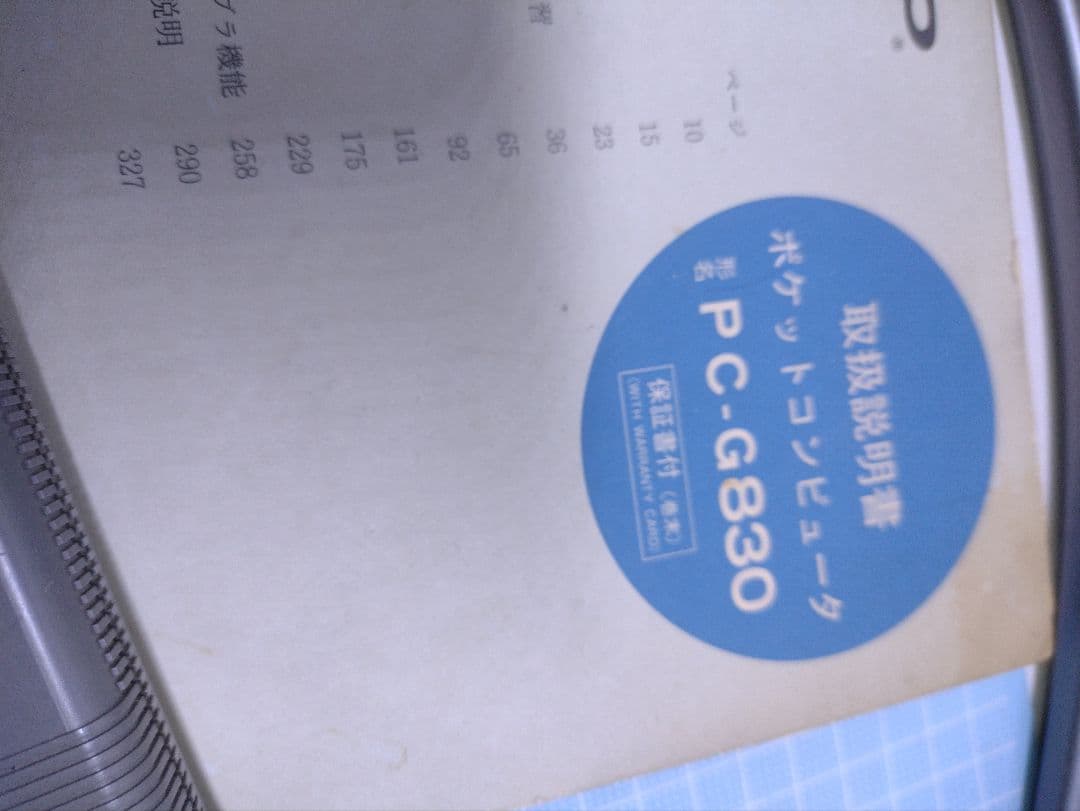 取扱説明書
ポケットコンピュータ
形名 PC-G830
保証書付〈巻末〉
(WITH WARRANTY CARD)
ページ
10
15
23
36
65
92
161
175
229
ラ機能 258
説明 290
327